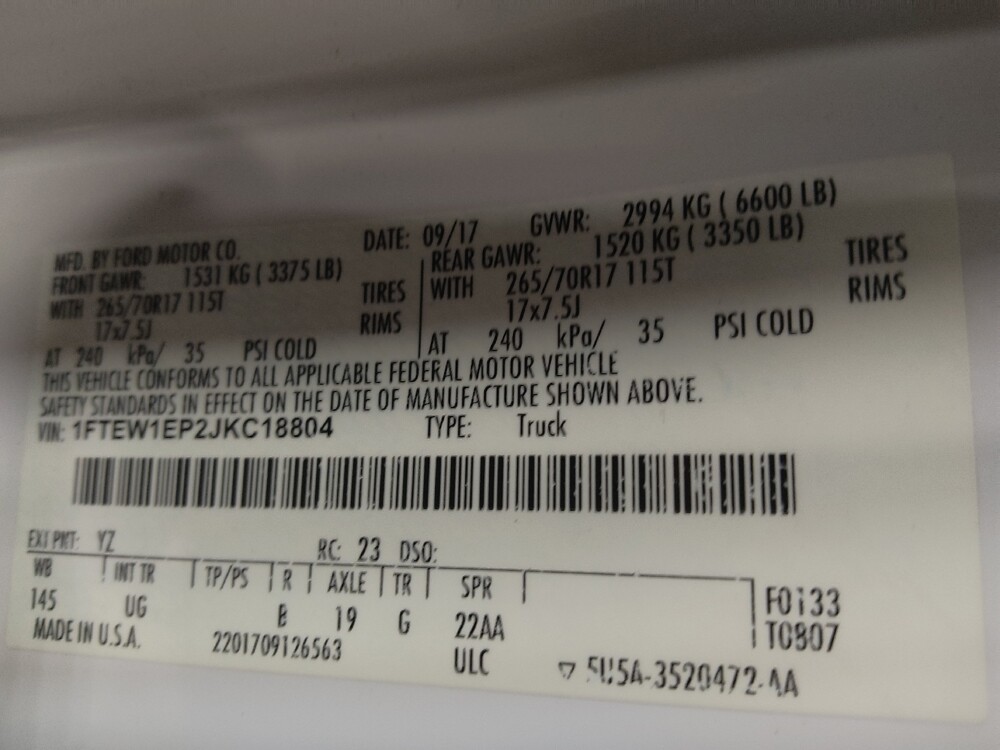 MFD. BY FORD MOTOR CO.
DATE: 09/17
GVWR: 2994 KG ( 6600 LB)
FRONT GAWR: 1531 KG ( 3375 LB)
REAR GAWR: 1520 KG ( 3350 LB)
WITH 265/70R17 115T TIRES
WITH 265/70R17 115T TIRES
17x7.5J RIMS
17x7.5J RIMS
AT 240 kPa/ 35 PSI COLD
AT 240 kPa/ 35 PSI COLD
THIS VEHICLE CONFORMS TO ALL APPLICABLE FEDERAL MOTOR VEHICLE
SAFETY STANDARDS IN EFFECT ON THE DATE OF MANUFACTURE SHOWN ABOVE.
VIN: 1FTEW1EP2JKC18804 TYPE: Truck
EXT PNT: YZ RC: 23 DSO:
WB INT TR TP/PS R AXLE TR SPR
145 UG B 19 G 22AA
F0133
T0807
MADE IN U.S.A. 2201709126563 ULC